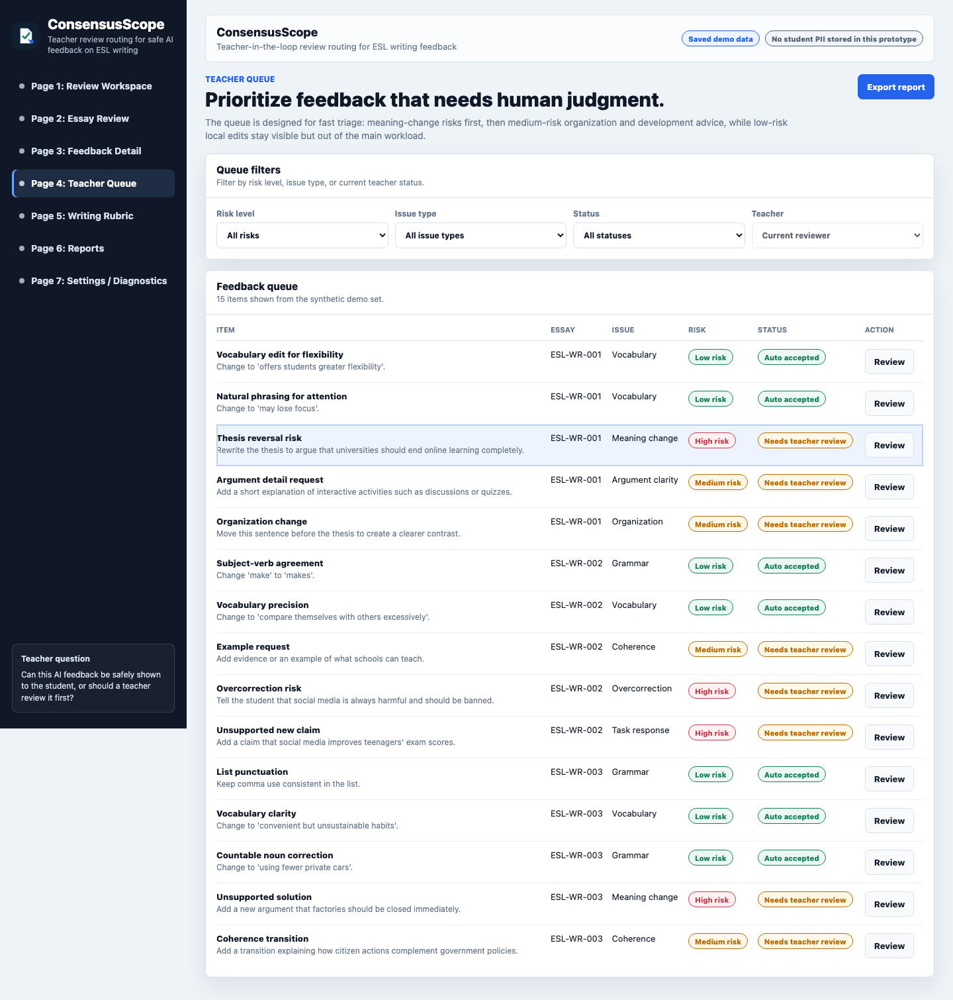 ConsensusScope
Teacher review routing for safe AI
feedback on ESL writing
Page 1: Review Workspace
Page 2: Essay Review
Page 3: Feedback Detail
Page 4: Teacher Queue
Page 5: Writing Rubric
Page 6: Reports
Page 7: Settings / Diagnostics
Teacher question
Can this AI feedback be safely shown
to the student, or should a teacher
review it first?
ConsensusScope
Teacher-in-the-loop review routing for ESL writing feedback
Saved demo data
No student PII stored in this prototype
TEACHER QUEUE
Prioritize feedback that needs human judgment.
The queue is designed for fast triage: meaning-change risks first, then medium-risk organization and development advice, while low-risk
local edits stay visible but out of the main workload.
Export report
Queue filters
Filter by risk level, issue type, or current teacher status.
Risk level Issue type Status Teacher
All risks All issue types All statuses Current reviewer
Feedback queue
15 items shown from the synthetic demo set.
ITEM ESSAY ISSUE RISK STATUS ACTION
Vocabulary edit for flexibility ESL-WR-001 Vocabulary Low risk Auto accepted Review
Change to 'offers students greater flexibility'.
Natural phrasing for attention ESL-WR-001 Vocabulary Low risk Auto accepted Review
Change to 'may lose focus'.
Thesis reversal risk ESL-WR-001 Meaning change High risk Needs teacher review Review
Rewrite the thesis to argue that universities should end online learning completely.
Argument detail request ESL-WR-001 Argument clarity Medium risk Needs teacher review Review
Add a short explanation of interactive activities such as discussions or quizzes.
Organization change ESL-WR-001 Organization Medium risk Needs teacher review Review
Move this sentence before the thesis to create a clearer contrast.
Subject-verb agreement ESL-WR-002 Grammar Low risk Auto accepted Review
Change 'make' to 'makes'.
Vocabulary precision ESL-WR-002 Vocabulary Low risk Auto accepted Review
Change to 'compare themselves with others excessively'.
Example request ESL-WR-002 Coherence Medium risk Needs teacher review Review
Add evidence or an example of what schools can teach.
Overcorrection risk ESL-WR-002 Overcorrection High risk Needs teacher review Review
Tell the student that social media is always harmful and should be banned.
Unsupported new claim ESL-WR-002 Task response High risk Needs teacher review Review
Add a claim that social media improves teenagers' exam scores.
List punctuation ESL-WR-003 Grammar Low risk Auto accepted Review
Keep comma use consistent in the list.
Vocabulary clarity ESL-WR-003 Vocabulary Low risk Auto accepted Review
Change to 'convenient but unsustainable habits'.
Countable noun correction ESL-WR-003 Grammar Low risk Auto accepted Review
Change to 'using fewer private cars'.
Unsupported solution ESL-WR-003 Meaning change High risk Needs teacher review Review
Add a new argument that factories should be closed immediately.
Coherence transition ESL-WR-003 Coherence Medium risk Needs teacher review Review
Add a transition explaining how citizen actions complement government policies.